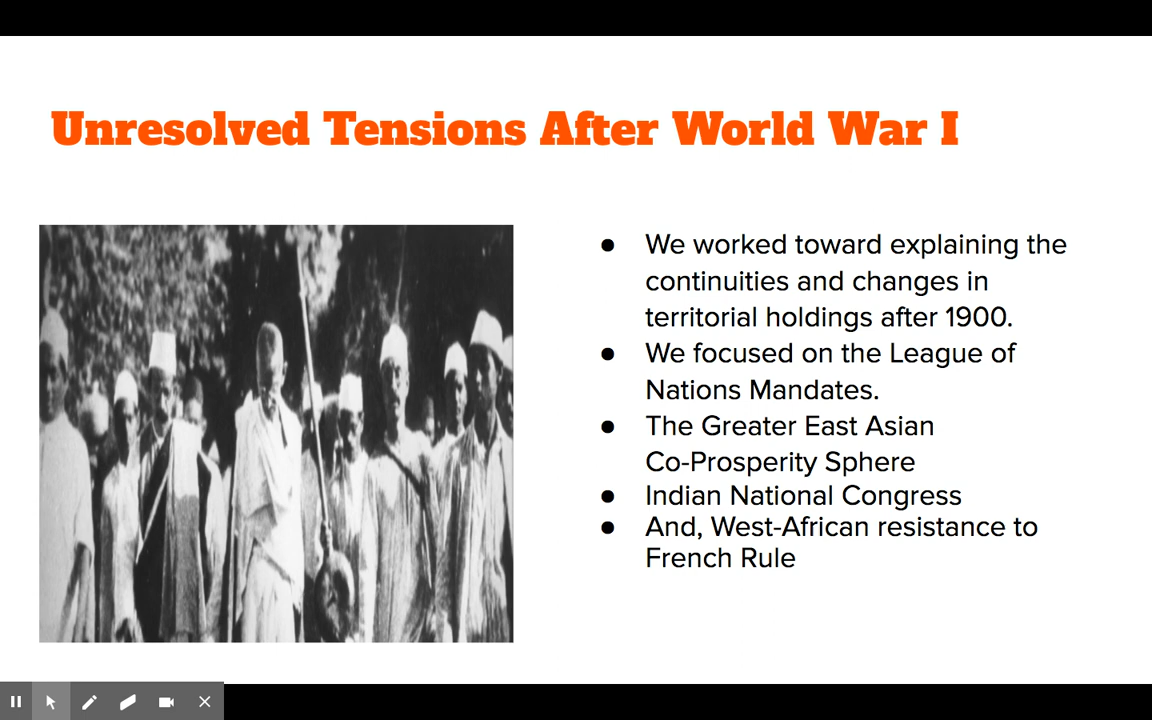 Unresolved Tensions After World War I
● We worked toward explaining the
continuities and changes in
territorial holdings after 1900.
● We focused on the League of
Nations Mandates.
● The Greater East Asian
Co-Prosperity Sphere
● Indian National Congress
● And, West-African resistance to
French Rule